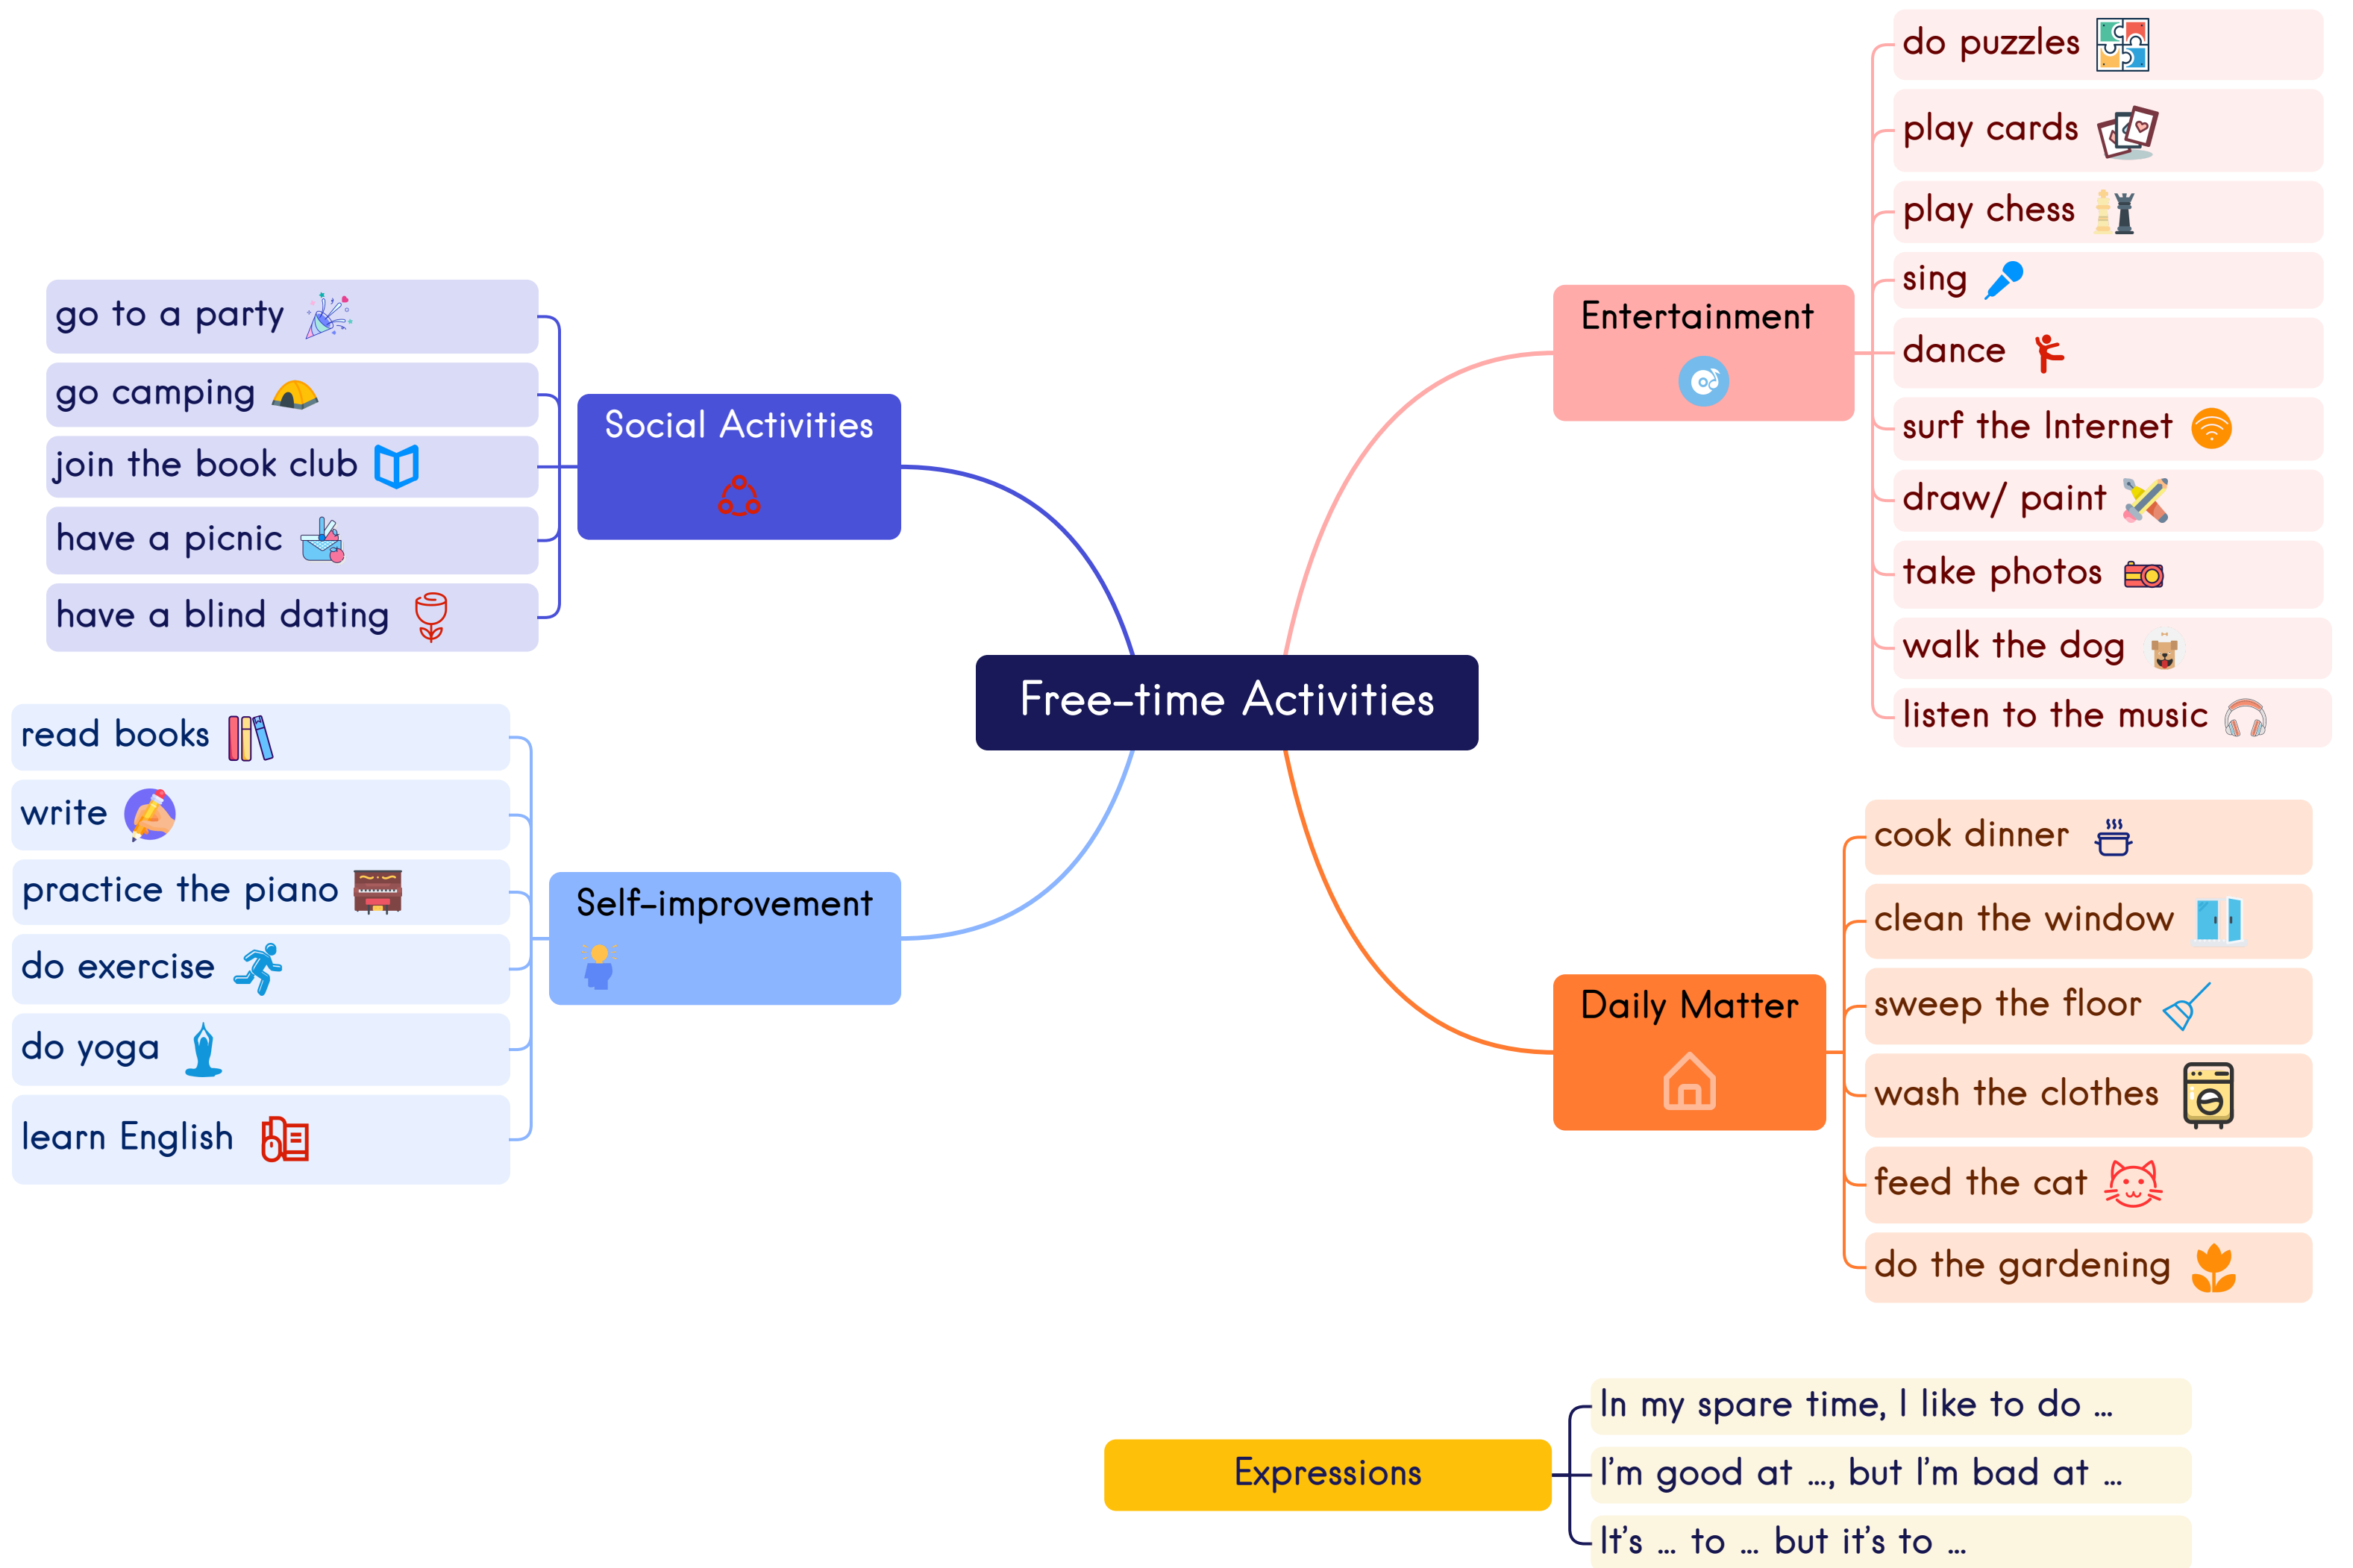 Free-time Activities
Social Activities
go to a party
go camping
join the book club
have a picnic
have a blind dating
Self-improvement
read books
write
practice the piano
do exercise
do yoga
learn English
Entertainment
do puzzles
play cards
play chess
sing
dance
surf the Internet
draw/ paint
take photos
walk the dog
listen to the music
Daily Matter
cook dinner
clean the window
sweep the floor
wash the clothes
feed the cat
do the gardening
Expressions
In my spare time, I like to do ...
I'm good at ..., but I'm bad at ...
It's ... to ... but it's to ...